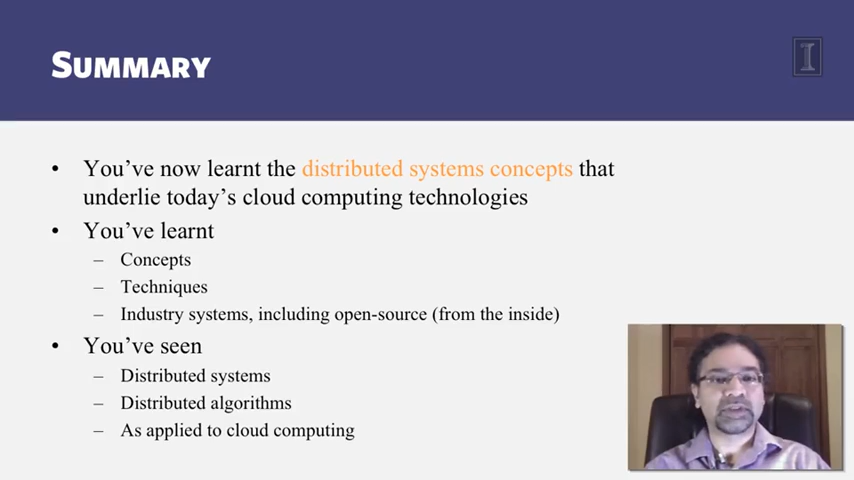 SUMMARY
I
• You've now learnt the distributed systems concepts that
underlie today's cloud computing technologies
• You've learnt
– Concepts
– Techniques
– Industry systems, including open-source (from the inside)
• You've seen
– Distributed systems
– Distributed algorithms
– As applied to cloud computing